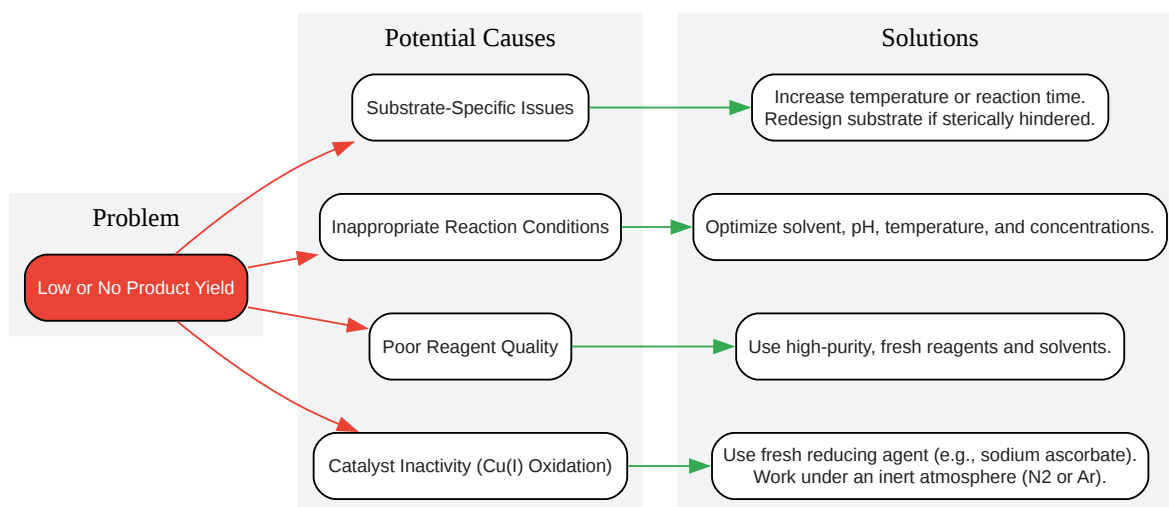 Problem
Low or No Product Yield
Potential Causes
Substrate-Specific Issues
Inappropriate Reaction Conditions
Poor Reagent Quality
Catalyst Inactivity (Cu(I) Oxidation)
Solutions
Increase temperature or reaction time.
Redesign substrate if sterically hindered.
Optimize solvent, pH, temperature, and concentrations.
Use high-purity, fresh reagents and solvents.
Use fresh reducing agent (e.g., sodium ascorbate).
Work under an inert atmosphere (N2 or Ar).